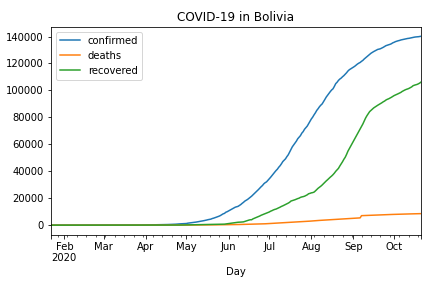 COVID-19 in Bolivia
confirmed
deaths
recovered
140000
120000
100000
80000
60000
40000
20000
0
Feb Mar Apr May Jun Jul Aug Sep Oct
2020
Day